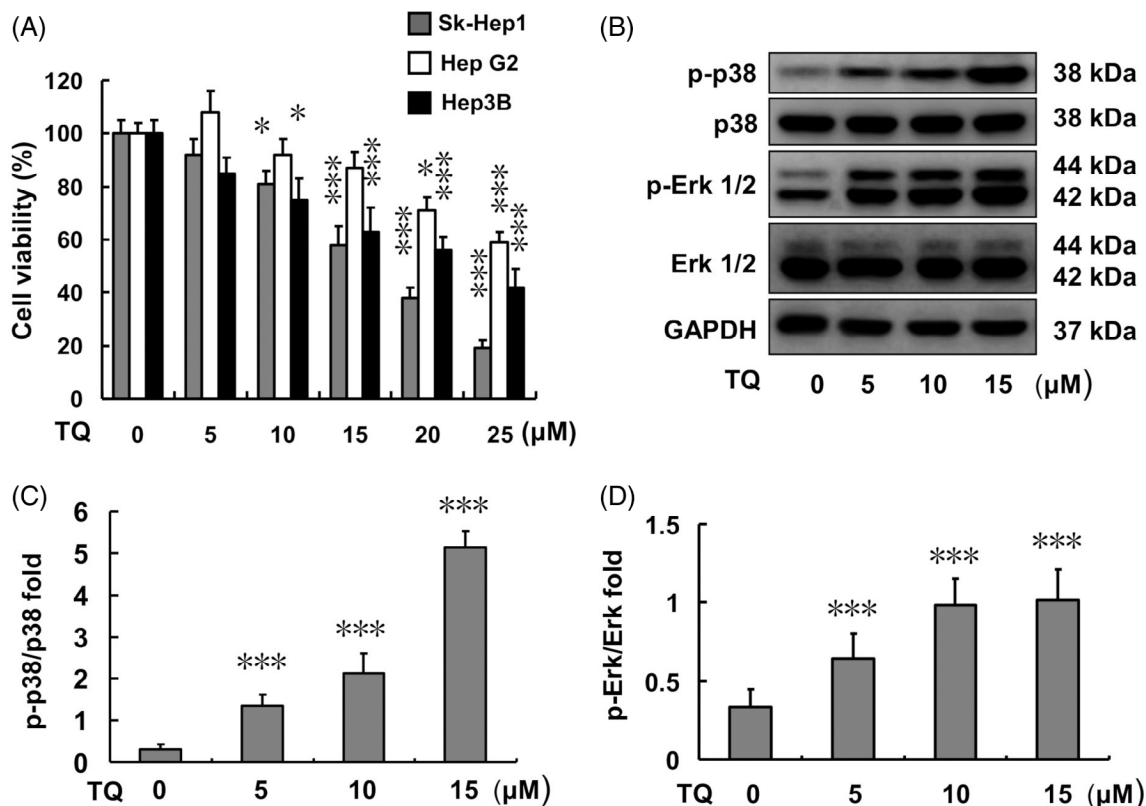 (A)
Sk-Hep1
Hep G2
Hep3B
Cell viability (%)
120
100
80
60
40
20
0
* * *** *** *** * *** *** *** ***
TQ 0 5 10 15 20 25 (μM)
(B)
p-p38 38 kDa
p38 38 kDa
p-Erk 1/2 44 kDa
42 kDa
Erk 1/2 44 kDa
42 kDa
GAPDH 37 kDa
TQ 0 5 10 15 (μM)
(C)
p-p38/p38 fold
6
5
4
3
2
1
0
*** *** ***
TQ 0 5 10 15 (μM)
(D)
p-Erk/Erk fold
1.5
1
0.5
0
*** *** ***
TQ 0 5 10 15 (μM)